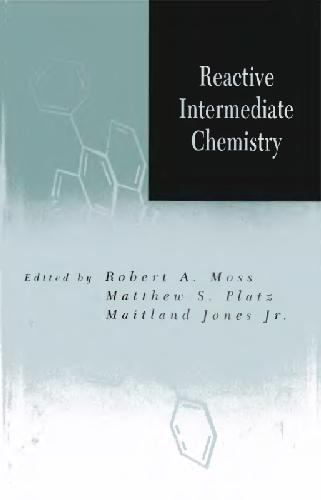 Reactive
Intermediate
Chemistry
Edited by Robert A. Moss
Matthew S. Platz
Maitland Jones Jr.